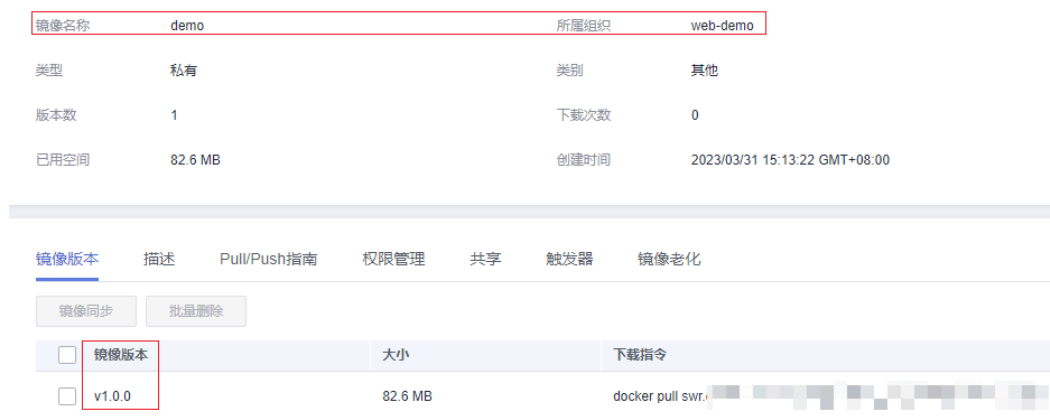 镜像名称 demo 所属组织 web-demo
类型 私有 类别 其他
版本数 1 下载次数 0
已用空间 82.6 MB 创建时间 2023/03/31 15:13:22 GMT+08:00
镜像版本 描述 Pull/Push指南 权限管理 共享 触发器 镜像老化
镜像同步 批量删除
镜像版本 大小 下载指令
v1.0.0 82.6 MB docker pull swr.